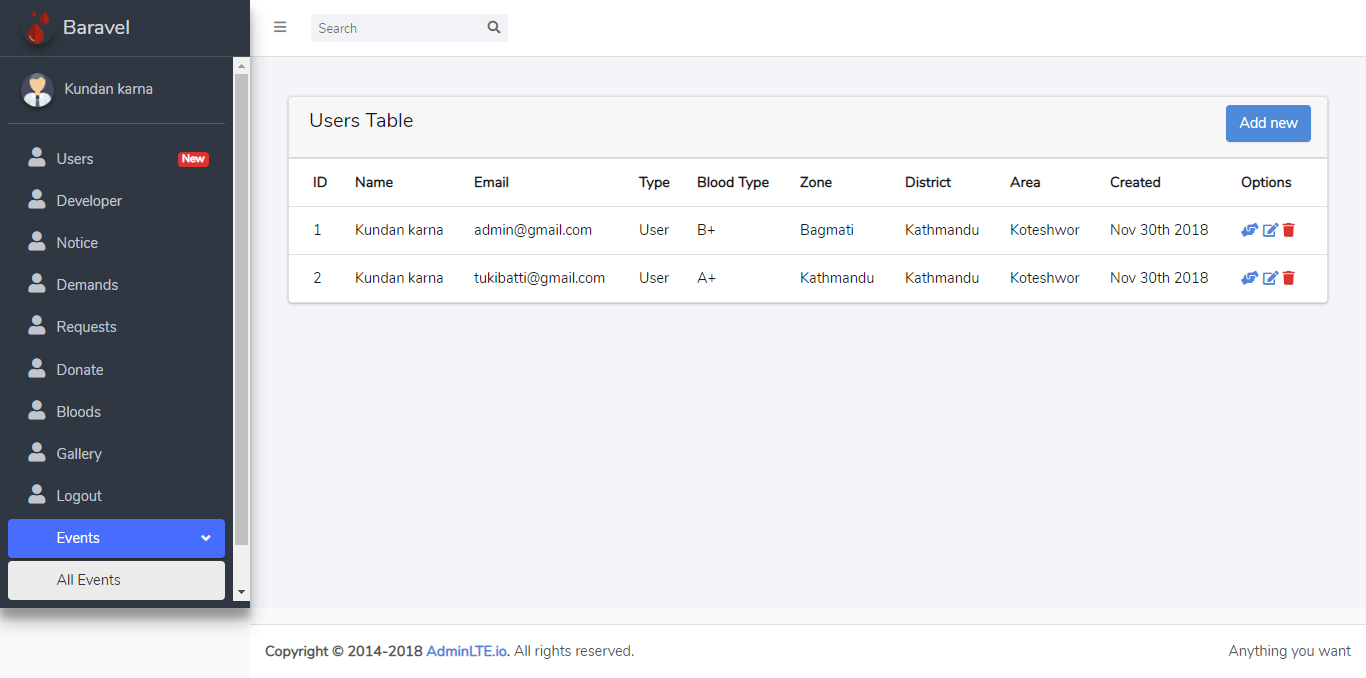 Baravel
Search
Kundan karna
Users New
Developer
Notice
Demands
Requests
Donate
Bloods
Gallery
Logout
Events
All Events
Users Table
Add new
ID Name Email Type Blood Type Zone District Area Created Options
1 Kundan karna admin@gmail.com User B+ Bagmati Kathmandu Koteshwor Nov 30th 2018
2 Kundan karna tukibatti@gmail.com User A+ Kathmandu Kathmandu Koteshwor Nov 30th 2018
Copyright © 2014-2018 AdminLTE.io. All rights reserved.
Anything you want